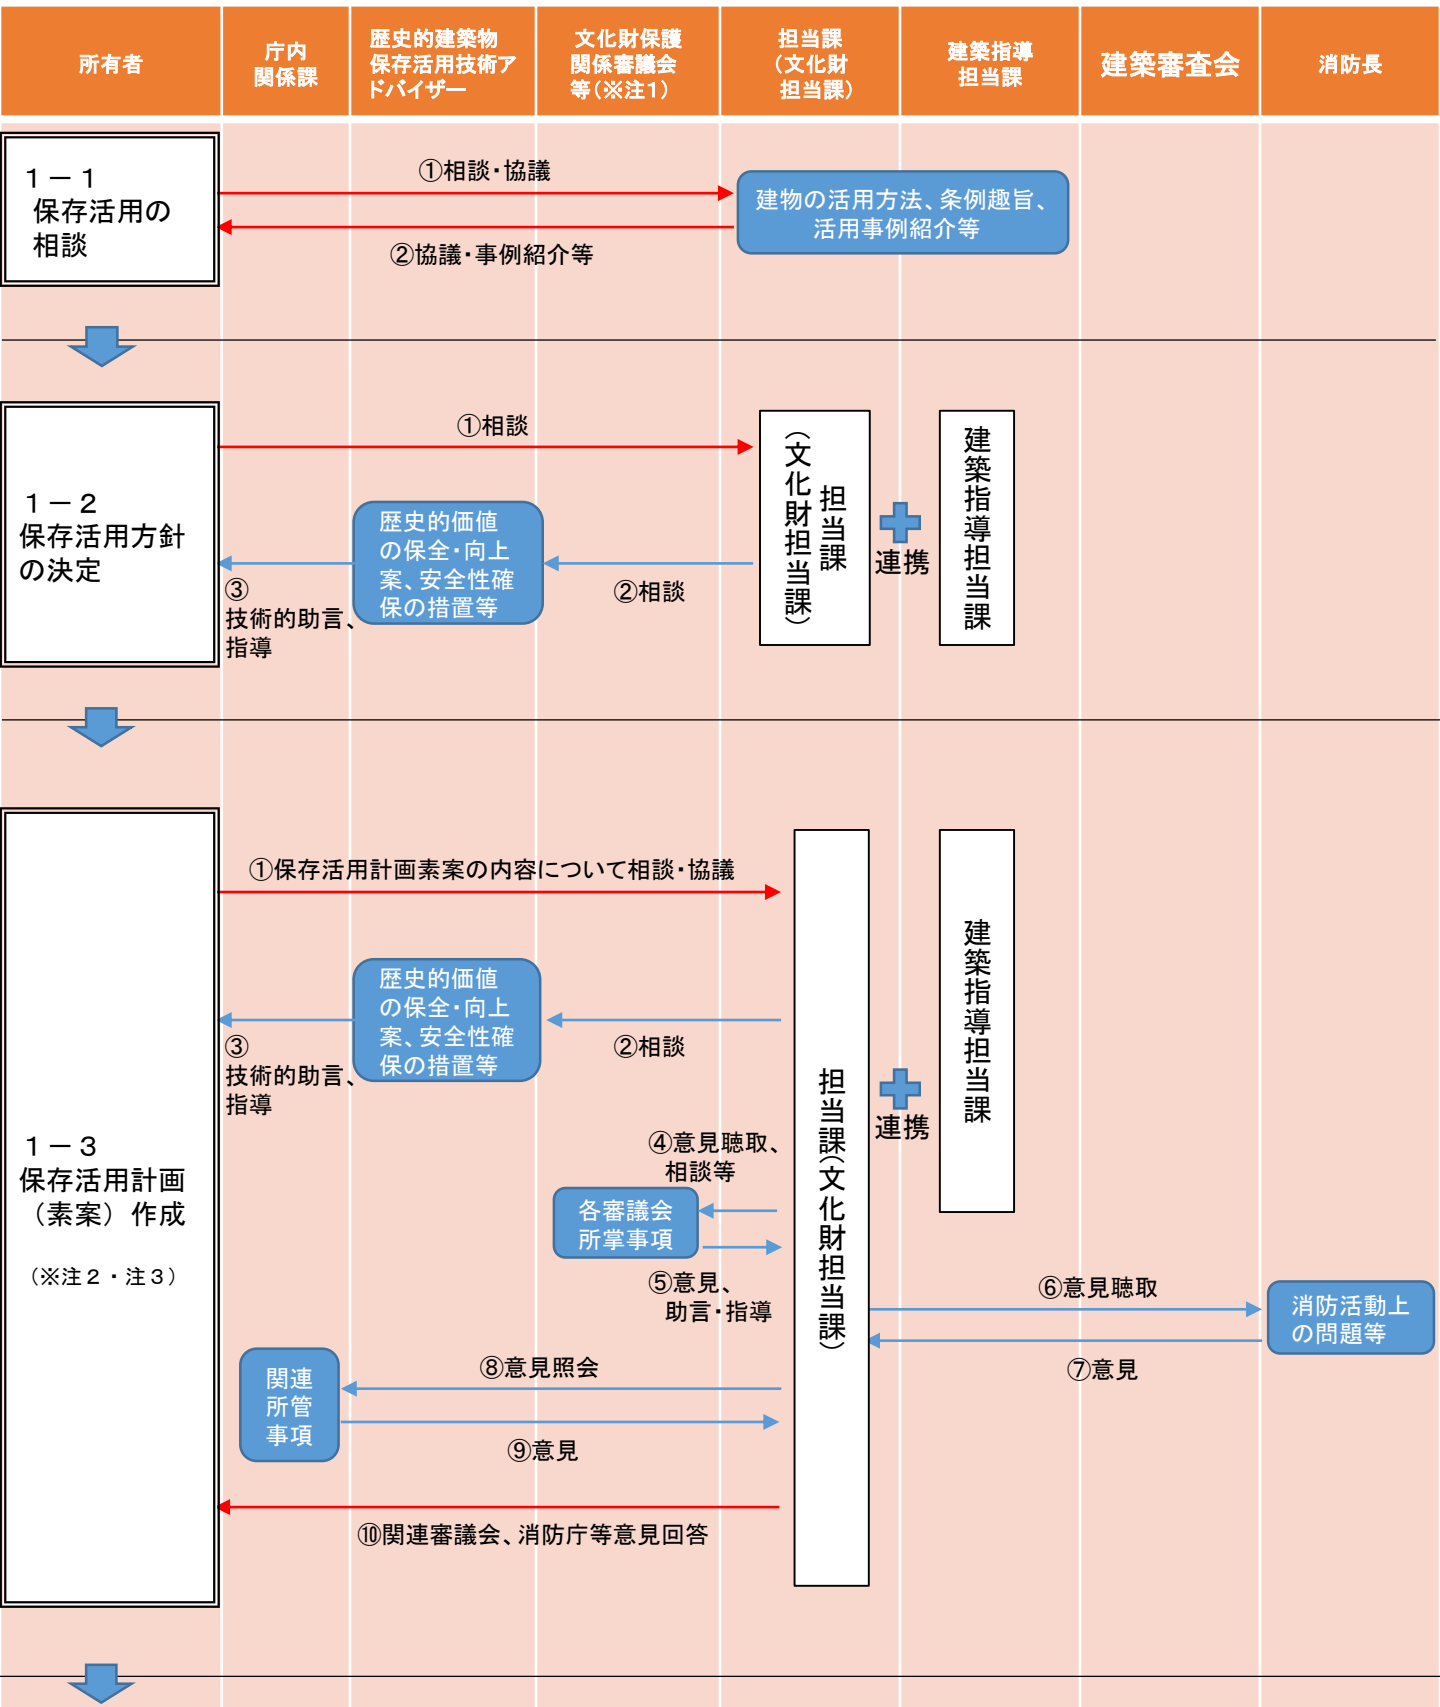 所有者
庁内
関係課
歴史的建築物
保存活用技術ア
ドバイザー
文化財保護
関係審議会
等(※注1)
担当課
(文化財
担当課)
建築指導
担当課
建築審査会
消防長
１－１
保存活用の
相談
①相談・協議
建物の活用方法、条例趣旨、
活用事例紹介等
②協議・事例紹介等
１－２
保存活用方針
の決定
①相談
歴史的価値
の保全・向上
案、安全性確
保の措置等
②相談
③
技術的助言、
指導
担当課
(文化財担当課)
連携
建築指導担当課
１－３
保存活用計画
（素案）作成
（※注２・注３）
①保存活用計画素案の内容について相談・協議
歴史的価値
の保全・向上
案、安全性確
保の措置等
②相談
③
技術的助言、
指導
担当課(文化財担当課)
連携
建築指導担当課
④意見聴取、
相談等
各審議会
所掌事項
⑤意見、
助言・指導
⑥意見聴取
消防活動上
の問題等
⑦意見
⑧意見照会
関連
所管
事項
⑨意見
⑩関連審議会、消防庁等意見回答